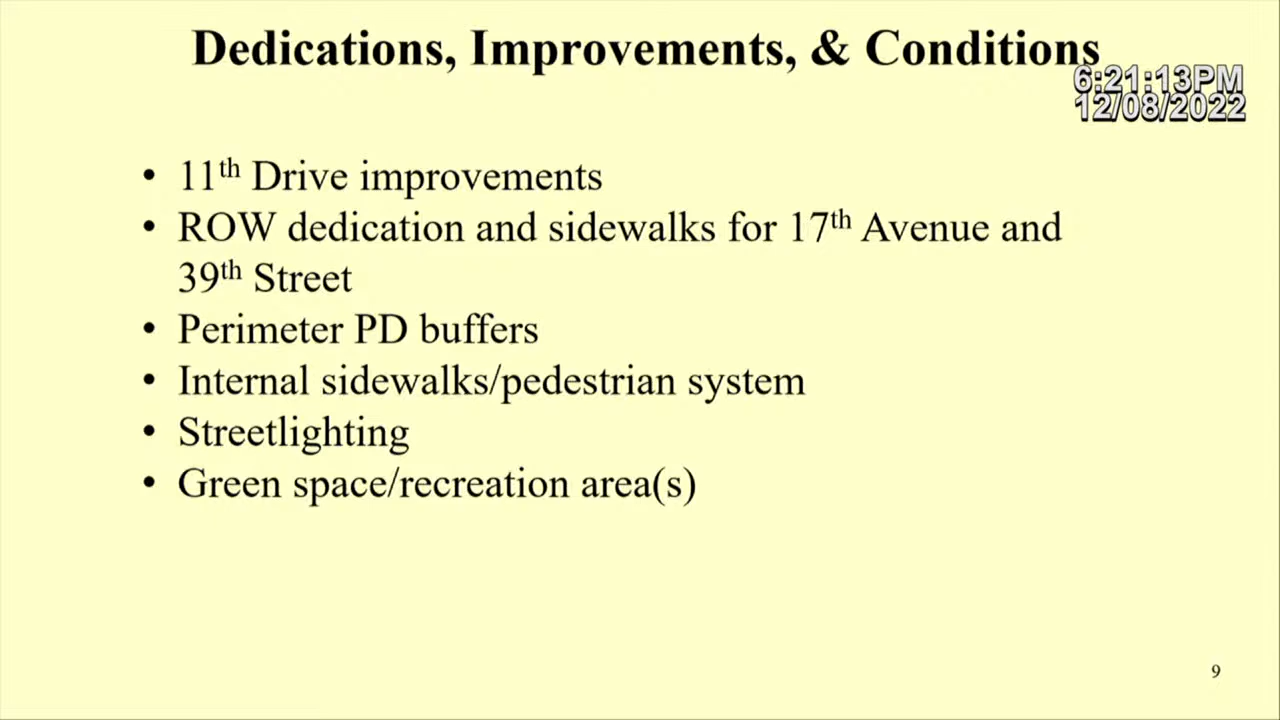 Dedications, Improvements, & Conditions
6:21:13PM
12/08/2022
• 11th Drive improvements
• ROW dedication and sidewalks for 17th Avenue and
39th Street
• Perimeter PD buffers
• Internal sidewalks/pedestrian system
• Streetlighting
• Green space/recreation area(s)
9